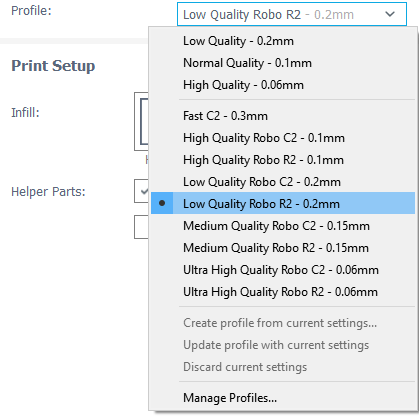 Profile:
Low Quality Robo R2 - 0.2mm
Low Quality - 0.2mm
Normal Quality - 0.1mm
High Quality - 0.06mm
Print Setup
Infill:
Fast C2 - 0.3mm
High Quality Robo C2 - 0.1mm
High Quality Robo R2 - 0.1mm
Low Quality Robo C2 - 0.2mm
Helper Parts:
Low Quality Robo R2 - 0.2mm
Medium Quality Robo C2 - 0.15mm
Medium Quality Robo R2 - 0.15mm
Ultra High Quality Robo C2 - 0.06mm
Ultra High Quality Robo R2 - 0.06mm
Create profile from current settings...
Update profile with current settings
Discard current settings
Manage Profiles...